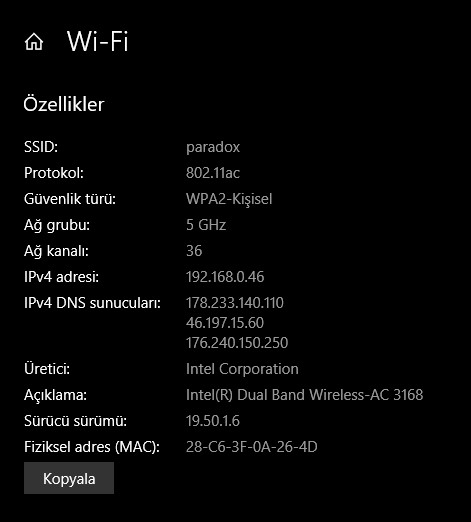 Wi-Fi
Özellikler
SSID: paradox
Protokol: 802.11ac
Güvenlik türü: WPA2-Kişisel
Ağ grubu: 5 GHz
Ağ kanalı: 36
IPv4 adresi: 192.168.0.46
IPv4 DNS sunucuları: 178.233.140.110
46.197.15.60
176.240.150.250
Üretici: Intel Corporation
Açıklama: Intel(R) Dual Band Wireless-AC 3168
Sürücü sürümü: 19.50.1.6
Fiziksel adres (MAC): 28-C6-3F-0A-26-4D
Kopyala